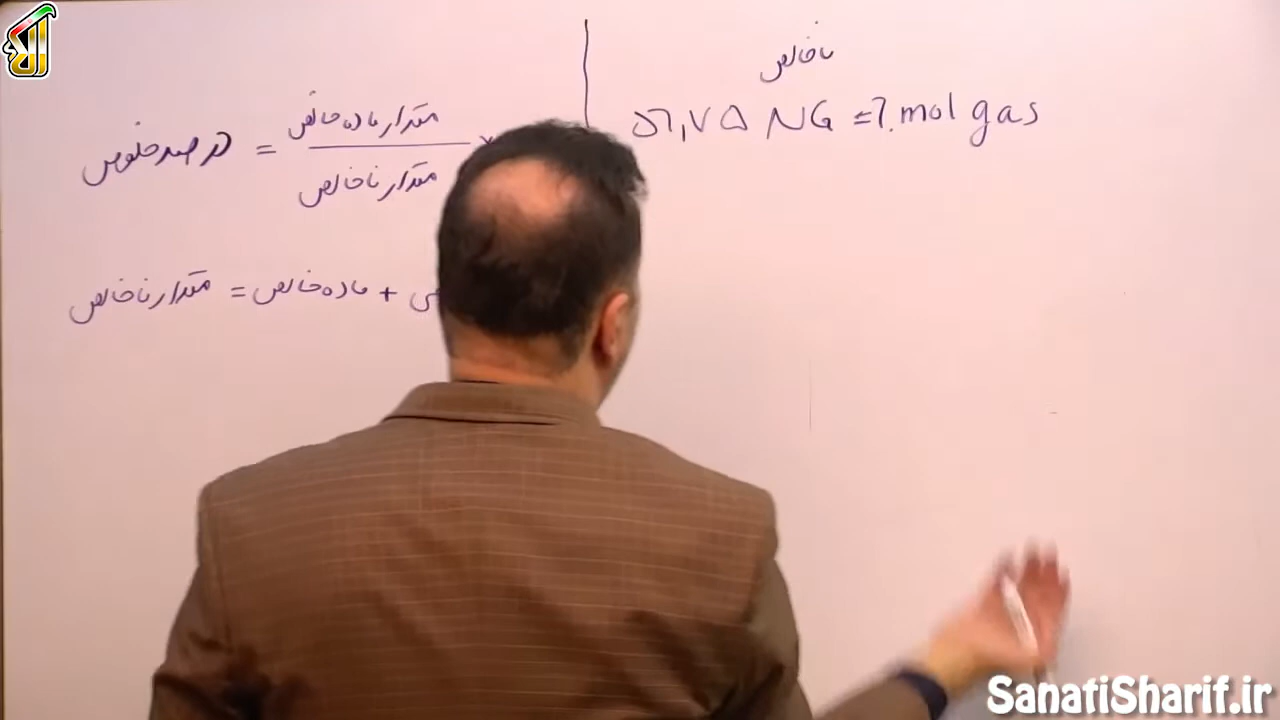 درصد خلوص = مقدار ماده خالص / مقدار ناخالص ×
مقدار ناخالص = ماده خالص +
ناخالص
۵۶,۷۵ NG = ? mol gas
SanatiSharif.ir